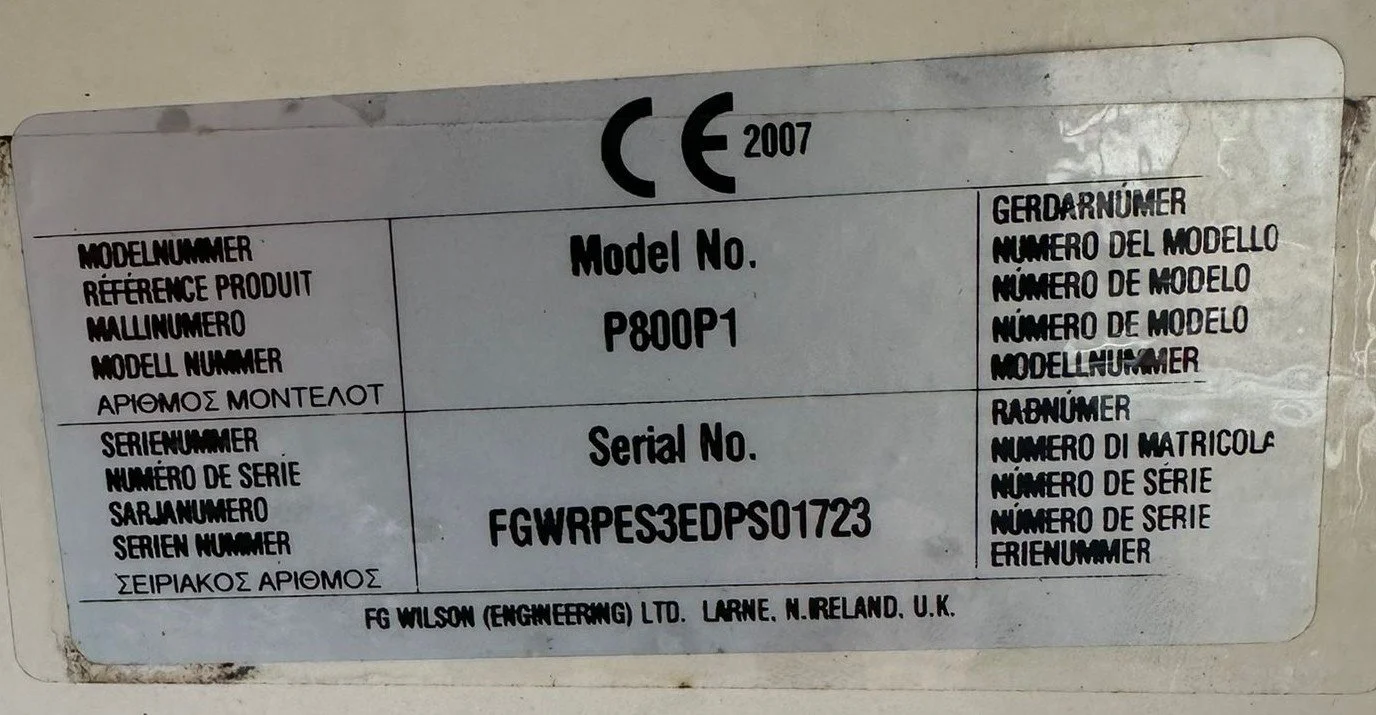 CE 2007
MODELNUMMER
RÉFÉRENCE PRODUIT
MALLINUMERO
MODELL NUMMER
ΑΡΙΘΜΟΣ ΜΟΝΤΕΛΟΤ
Model No.
P800P1
GERDARNÚMER
NUMERO DEL MODELLO
NÚMERO DE MODELO
NÚMERO DE MODELO
MODELLNUMMER
SERIENUMMER
NUMÉRO DE SERIE
SARJANUMERO
SERIEN NUMMER
ΣΕΙΡΙΑΚΟΣ ΑΡΙΘΜΟΣ
Serial No.
FGWRPES3EDPS01723
RAÐNÚMER
NUMERO DI MATRICOLA
NÚMERO DE SÉRIE
NÚMERO DE SERIE
ERIENUMMER
FG WILSON (ENGINEERING) LTD. LARNE, N.IRELAND, U.K.